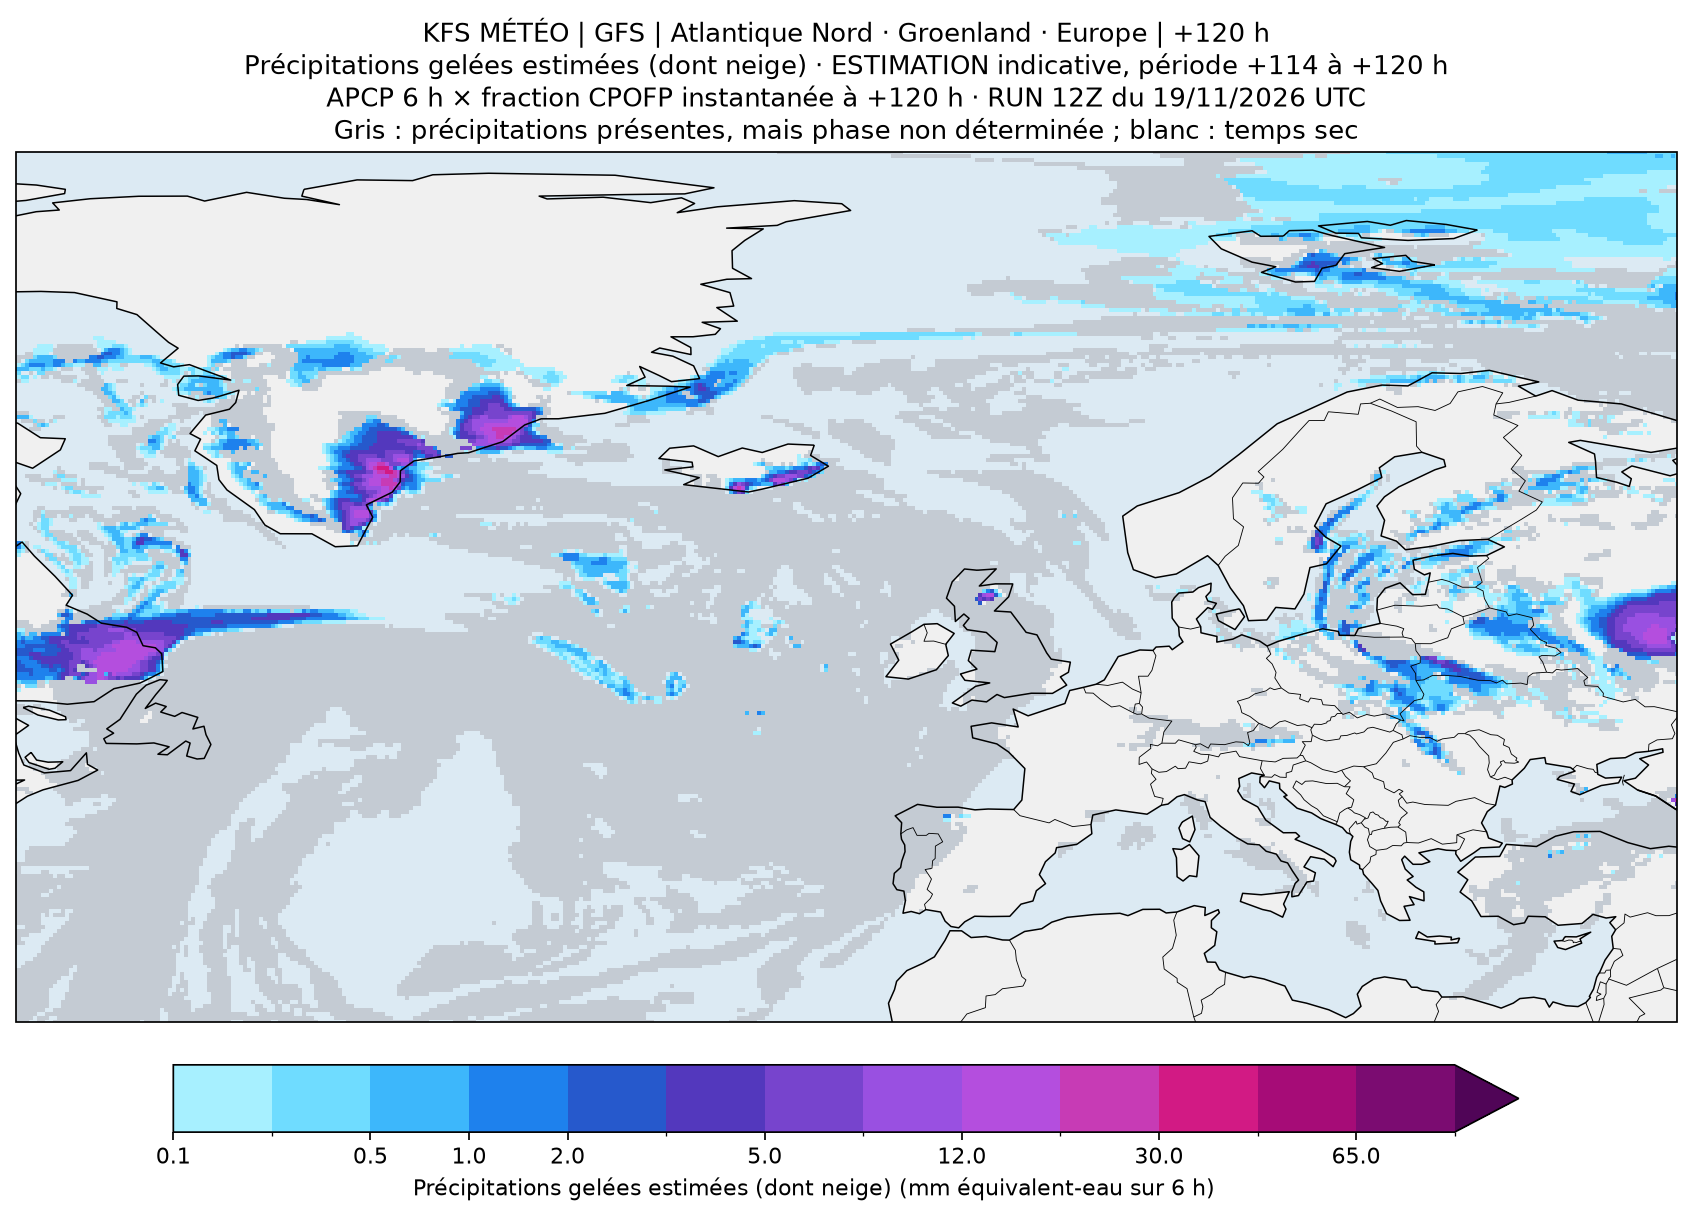 KFS MÉTÉO | GFS | Atlantique Nord · Groenland · Europe | +120 h
Précipitations gelées estimées (dont neige) · ESTIMATION indicative, période +114 à +120 h
APCP 6 h × fraction CPOFP instantanée à +120 h · RUN 12Z du 19/11/2026 UTC
Gris : précipitations présentes, mais phase non déterminée ; blanc : temps sec
0.1 0.5 1.0 2.0 5.0 12.0 30.0 65.0
Précipitations gelées estimées (dont neige) (mm équivalent-eau sur 6 h)